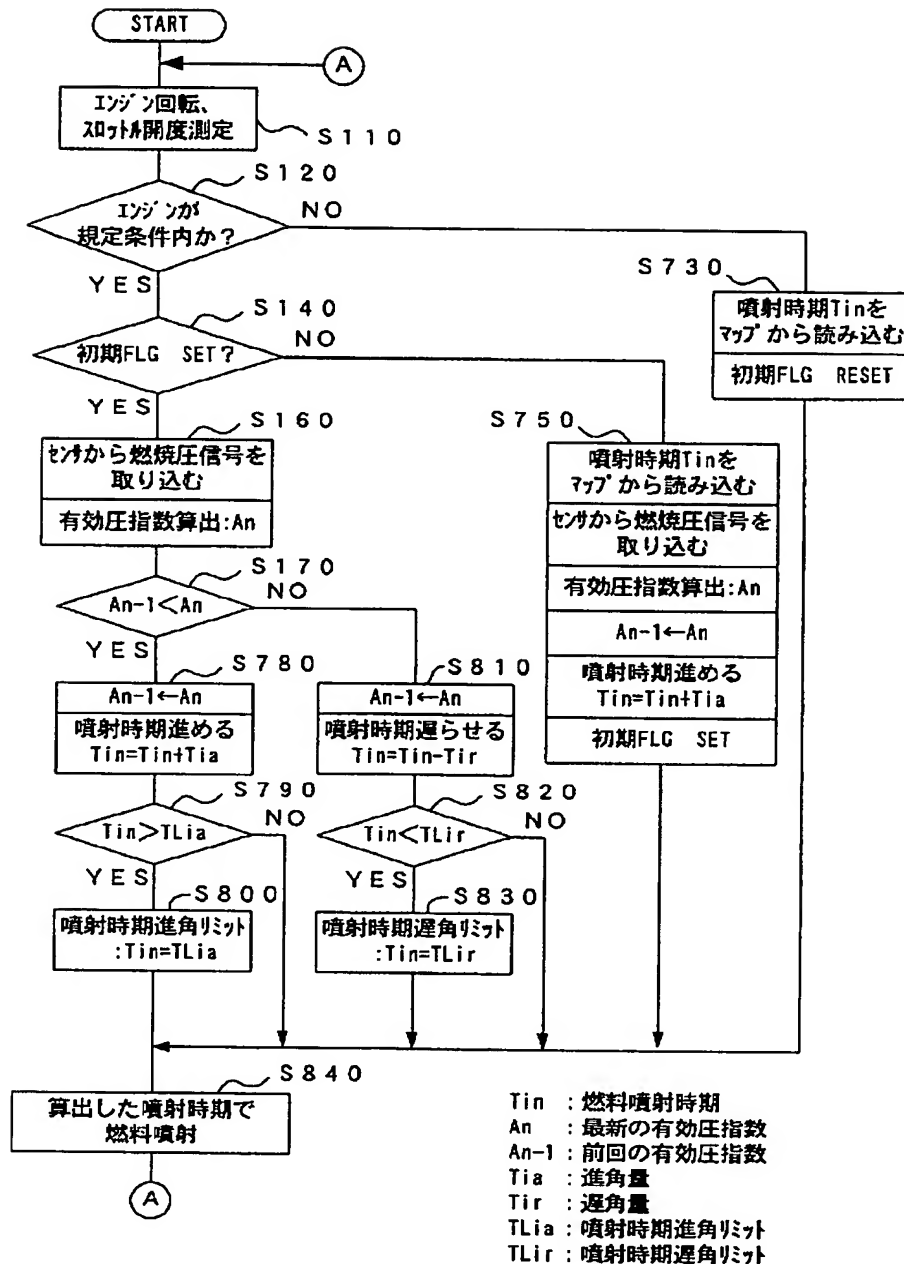 START
A
エンジン回転、
スロットル開度測定
S110
S120
エンジンが
規定条件内か?
NO
YES
S730
噴射時期Tinを
マップから読み込む
初期FLG RESET
S140
初期FLG SET?
NO
YES
S160
センサから燃焼圧信号を
取り込む
有効圧指数算出:An
S750
噴射時期Tinを
マップから読み込む
センサから燃焼圧信号を
取り込む
有効圧指数算出:An
An-1←An
噴射時期進める
Tin=Tin+Tia
初期FLG SET
S170
An-1<An
NO
YES
S780
An-1←An
噴射時期進める
Tin=Tin+Tia
S810
An-1←An
噴射時期遅らせる
Tin=Tin-Tir
S790
Tin>TLia
NO
YES
S820
Tin<TLir
NO
YES
S800
噴射時期進角リミット
:Tin=TLia
S830
噴射時期遅角リミット
:Tin=TLir
S840
算出した噴射時期で
燃料噴射
A
Tin :燃料噴射時期
An :最新の有効圧指数
An-1:前回の有効圧指数
Tia :進角量
Tir :遅角量
TLia:噴射時期進角リミット
TLir:噴射時期遅角リミット